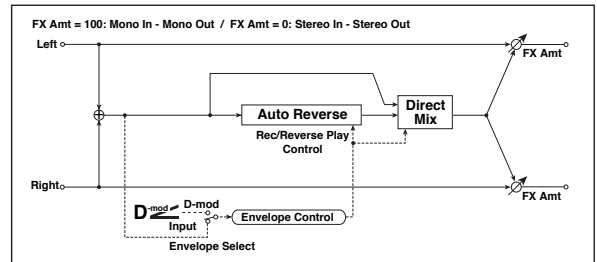 FX Amt = 100: Mono In - Mono Out / FX Amt = 0: Stereo In - Stereo Out
Left
FX Amt
Auto Reverse
Direct
Mix
Rec/Reverse Play
Control
Right
FX Amt
D-mod
D-mod
Input
Envelope Control
Envelope Select